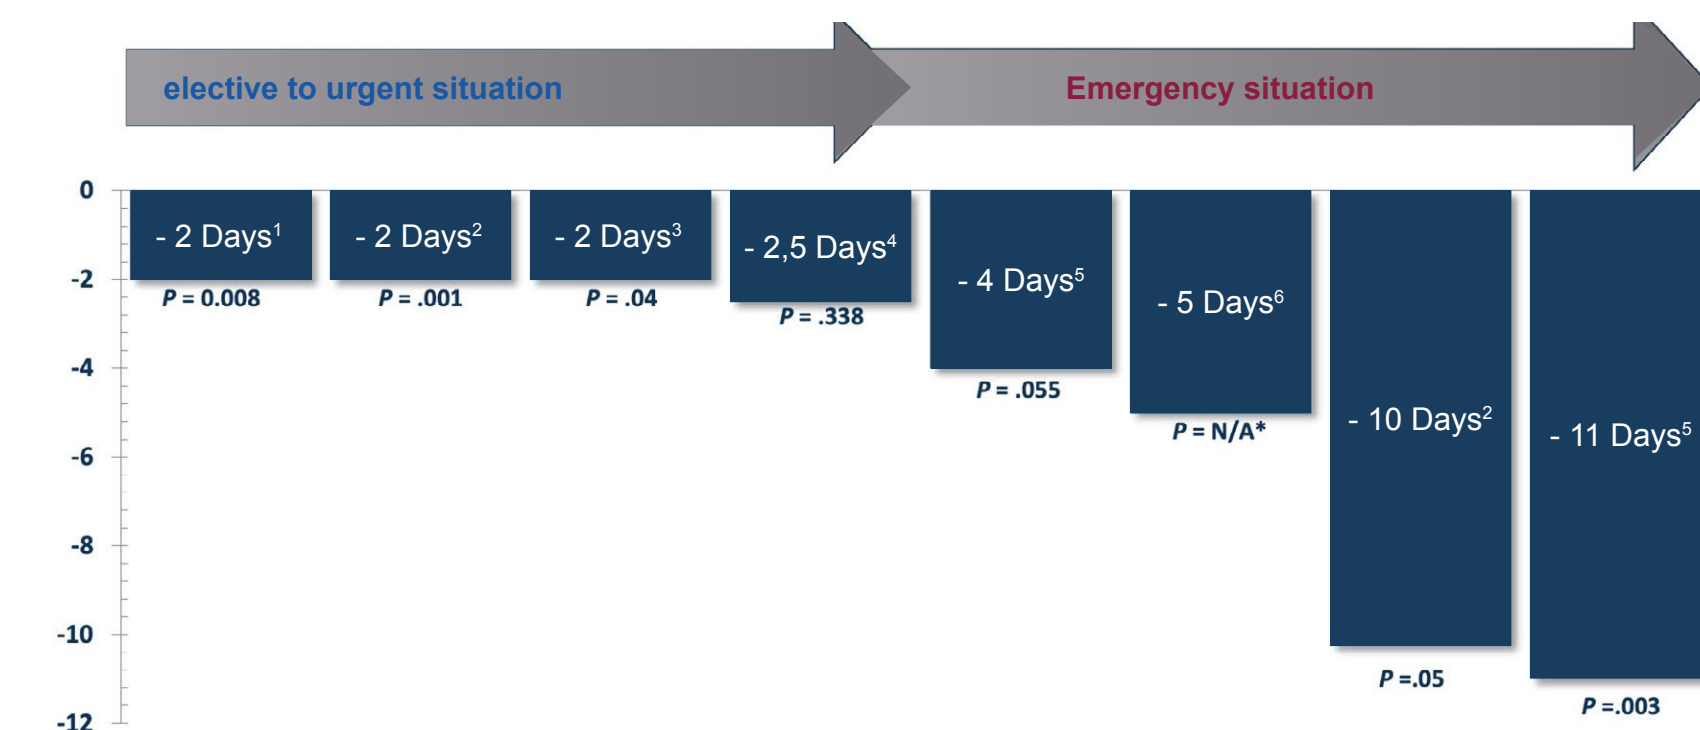 elective to urgent situation
Emergency situation
0
- 2 Days¹
- 2 Days²
- 2 Days³
- 2,5 Days⁴
- 4 Days⁵
- 5 Days⁶
- 10 Days²
- 11 Days⁵
-2
P = 0.008
P = .001
P = .04
P = .338
-4
P = .055
P = N/A*
-6
-8
-10
P =.05
P =.003
-12